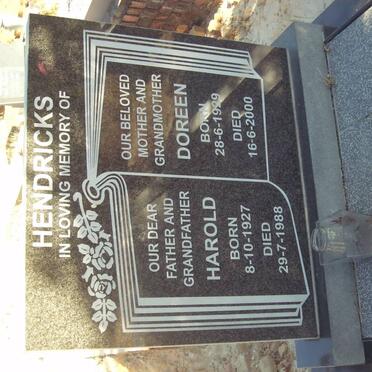 HENDRICKS
IN LOVING MEMORY OF
OUR DEAR
FATHER AND
GRANDFATHER
HAROLD
BORN
8-10-1927
DIED
29-7-1988
OUR BELOVED
MOTHER AND
GRANDMOTHER
DOREEN
BORN
28-6-1929
DIED
16-6-2000